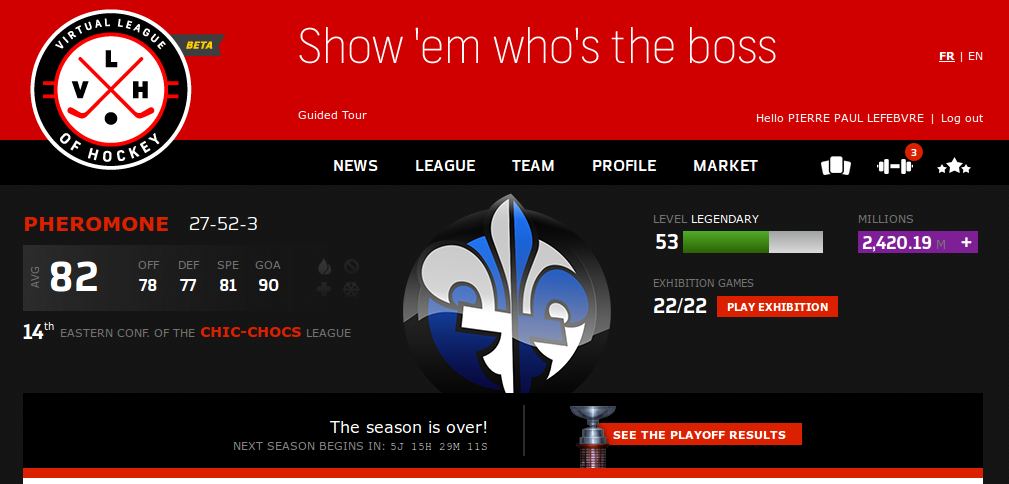 VIRTUAL LEAGUE
OF HOCKEY
L
V H
BETA
Show 'em who's the boss
FR | EN
Guided Tour
Hello PIERRE PAUL LEFEBVRE | Log out
NEWS LEAGUE TEAM PROFILE MARKET
3
PHEROMONE 27-52-3
AVG 82
OFF DEF SPE GOA
78 77 81 90
14th EASTERN CONF. OF THE CHIC-CHOCS LEAGUE
LEVEL LEGENDARY
53
MILLIONS
2,420.19 M +
EXHIBITION GAMES
22/22 PLAY EXHIBITION
The season is over!
NEXT SEASON BEGINS IN: 5J 15H 29M 11S
SEE THE PLAYOFF RESULTS